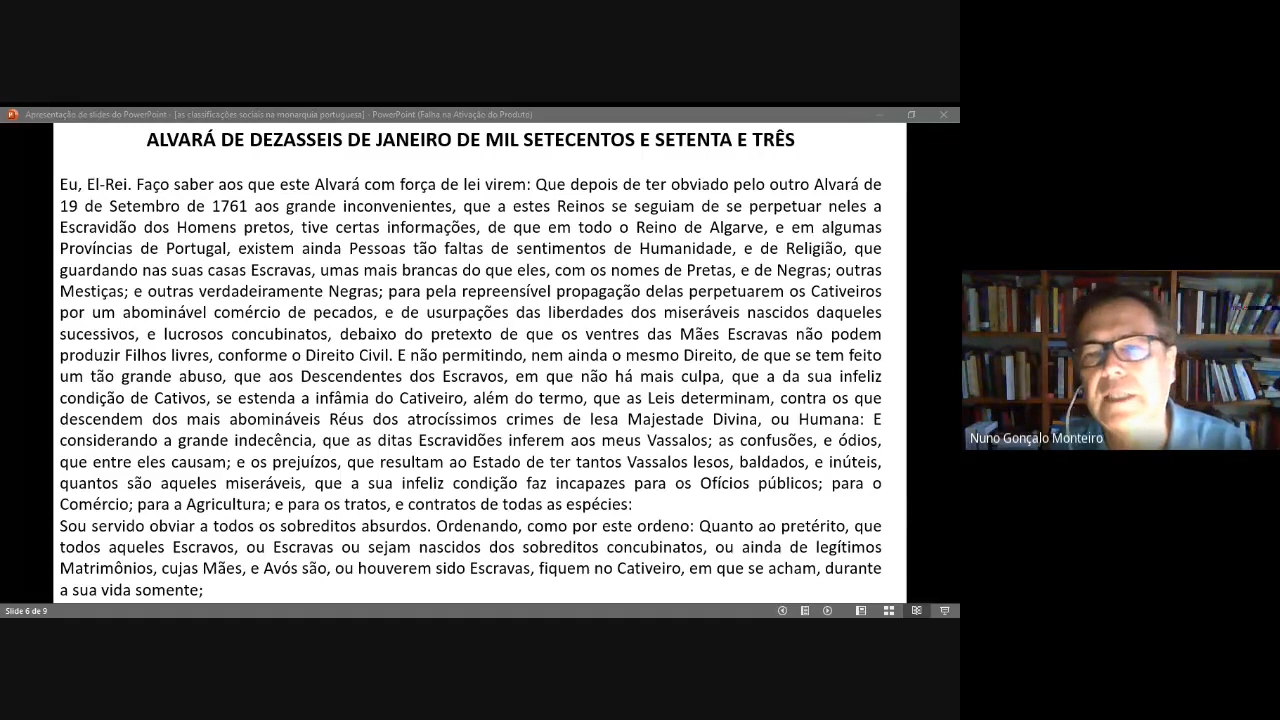 Apresentação de slides do PowerPoint - [as classificações sociais na monarquia portuguesa] - PowerPoint (Falha na Ativação do Produto)
ALVARÁ DE DEZASSEIS DE JANEIRO DE MIL SETECENTOS E SETENTA E TRÊS
Eu, El-Rei. Faço saber aos que este Alvará com força de lei virem: Que depois de ter obviado pelo outro Alvará de
19 de Setembro de 1761 aos grande inconvenientes, que a estes Reinos se seguiam de se perpetuar neles a
Escravidão dos Homens pretos, tive certas informações, de que em todo o Reino de Algarve, e em algumas
Províncias de Portugal, existem ainda Pessoas tão faltas de sentimentos de Humanidade, e de Religião, que
guardando nas suas casas Escravas, umas mais brancas do que eles, com os nomes de Pretas, e de Negras; outras
Mestiças; e outras verdadeiramente Negras; para pela repreensível propagação delas perpetuarem os Cativeiros
por um abominável comércio de pecados, e de usurpações das liberdades dos miseráveis nascidos daqueles
sucessivos, e lucrosos concubinatos, debaixo do pretexto de que os ventres das Mães Escravas não podem
produzir Filhos livres, conforme o Direito Civil. E não permitindo, nem ainda o mesmo Direito, de que se tem feito
um tão grande abuso, que aos Descendentes dos Escravos, em que não há mais culpa, que a da sua infeliz
condição de Cativos, se estenda a infâmia do Cativeiro, além do termo, que as Leis determinam, contra os que
descendem dos mais abomináveis Réus dos atrocíssimos crimes de lesa Majestade Divina, ou Humana: E
considerando a grande indecência, que as ditas Escravidões inferem aos meus Vassalos; as confusões, e ódios,
que entre eles causam; e os prejuízos, que resultam ao Estado de ter tantos Vassalos lesos, baldados, e inúteis,
quantos são aqueles miseráveis, que a sua infeliz condição faz incapazes para os Ofícios públicos; para o
Comércio; para a Agricultura; e para os tratos, e contratos de todas as espécies:
Sou servido obviar a todos os sobreditos absurdos. Ordenando, como por este ordeno: Quanto ao pretérito, que
todos aqueles Escravos, ou Escravas ou sejam nascidos dos sobreditos concubinatos, ou ainda de legítimos
Matrimônios, cujas Mães, e Avós são, ou houverem sido Escravas, fiquem no Cativeiro, em que se acham, durante
a sua vida somente;
Slide 6 de 9
Nuno Gonçalo Monteiro